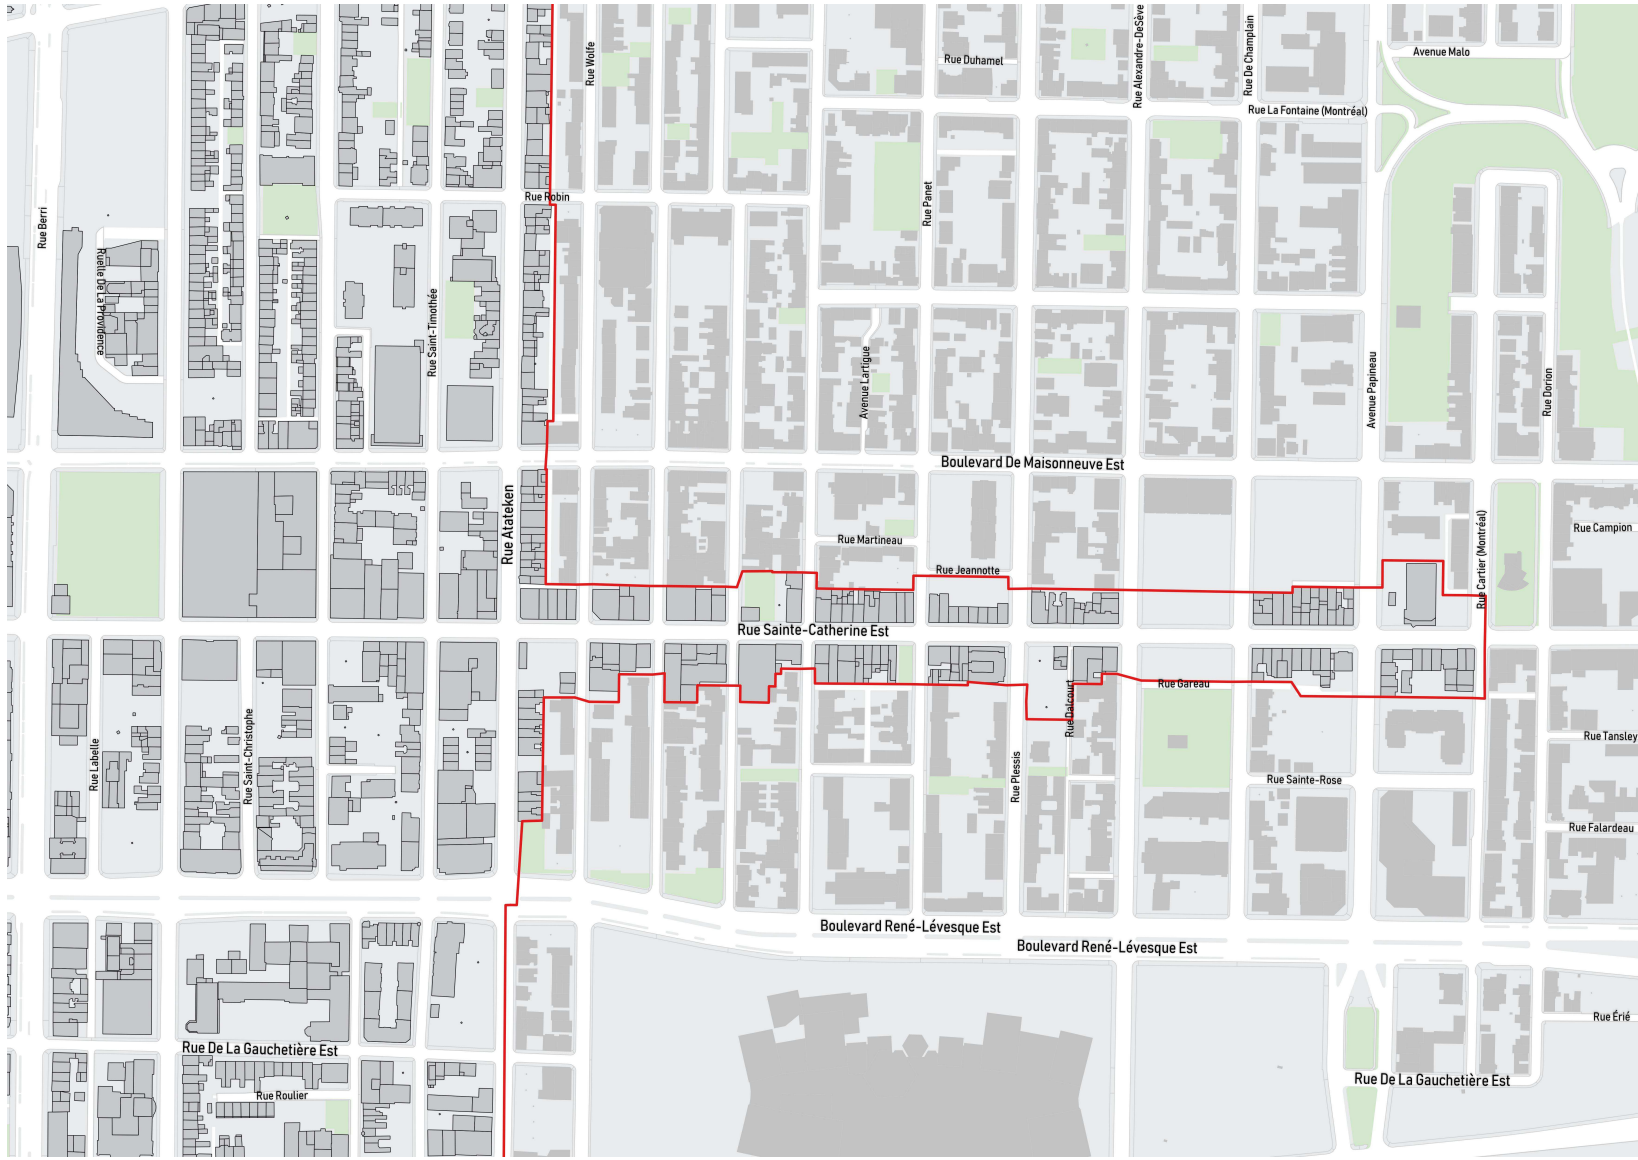 Avenue Malo
Rue Duhamel
Rue Wolfe
Rue Alexandre-DeSève
Rue De Champlain
Rue La Fontaine (Montréal)
Rue Robin
Rue Panet
Rue Berri
Ruelle De La Providence
Rue Saint-Timothée
Avenue Lartigue
Avenue Papineau
Rue Dorion
Boulevard De Maisonneuve Est
Rue Atateken
Rue Martineau
Rue Jeannotte
Rue Cartier (Montréal)
Rue Campion
Rue Sainte-Catherine Est
Rue Gareau
Rue Dalcourt
Rue Labelle
Rue Saint-Christophe
Rue Plessis
Rue Tansley
Rue Sainte-Rose
Rue Falardeau
Boulevard René-Lévesque Est
Boulevard René-Lévesque Est
Rue Érié
Rue De La Gauchetière Est
Rue De La Gauchetière Est
Rue Roulier